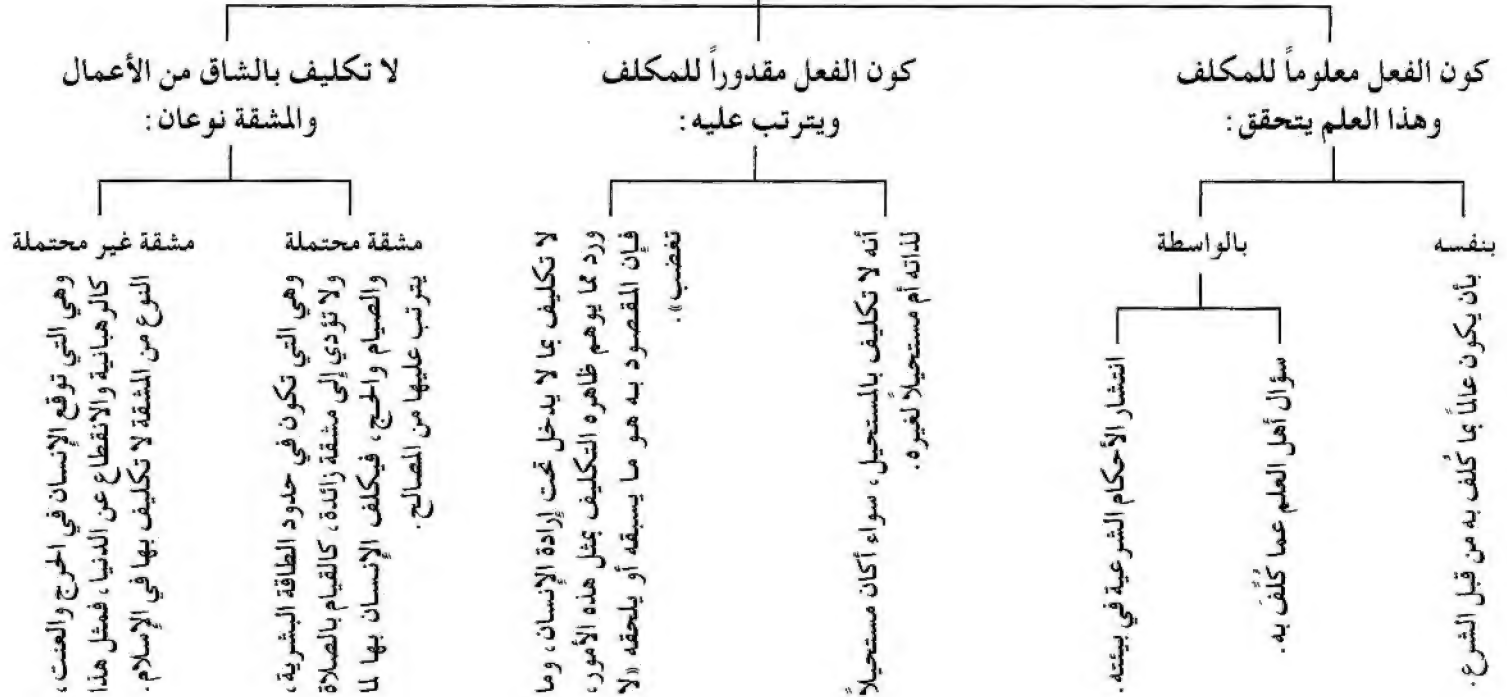 كون الفعل معلوماً للمكلف
وهذا العلم يتحقق:
بنفسه
بأن يكون عالماً بما كُلف به من قبل الشرع.
بالواسطة
سؤال أهل العلم عما كُلِّفَ به.
انتشار الأحكام الشرعية في بيئته.
كون الفعل مقدوراً للمكلف
ويترتب عليه:
أنه لا تكليف بالمستحيل، سواء أكان مستحيلاً
لذاته أم مستحيلاً لغيره.
لا تكليف بما لا يدخل تحت إرادة الإنسان، وما
ورد مما يوهم ظاهره التكليف بمثل هذه الأمور،
فإن المقصود به هو ما يسبقه أو يلحقه «لا
تغضب».
لا تكليف بالشاق من الأعمال
والمشقة نوعان:
مشقة محتملة
وهي التي تكون في حدود الطاقة البشرية،
ولا تؤدي إلى مشقة زائدة، كالقيام بالصلاة
والصيام والحج، فيكلف الإنسان بها لما
يترتب عليها من المصالح.
مشقة غير محتملة
وهي التي توقع الإنسان في الحرج والعنت،
كالرهبانية والانقطاع عن الدنيا، فمثل هذا
النوع من المشقة لا تكليف بها في الإسلام.